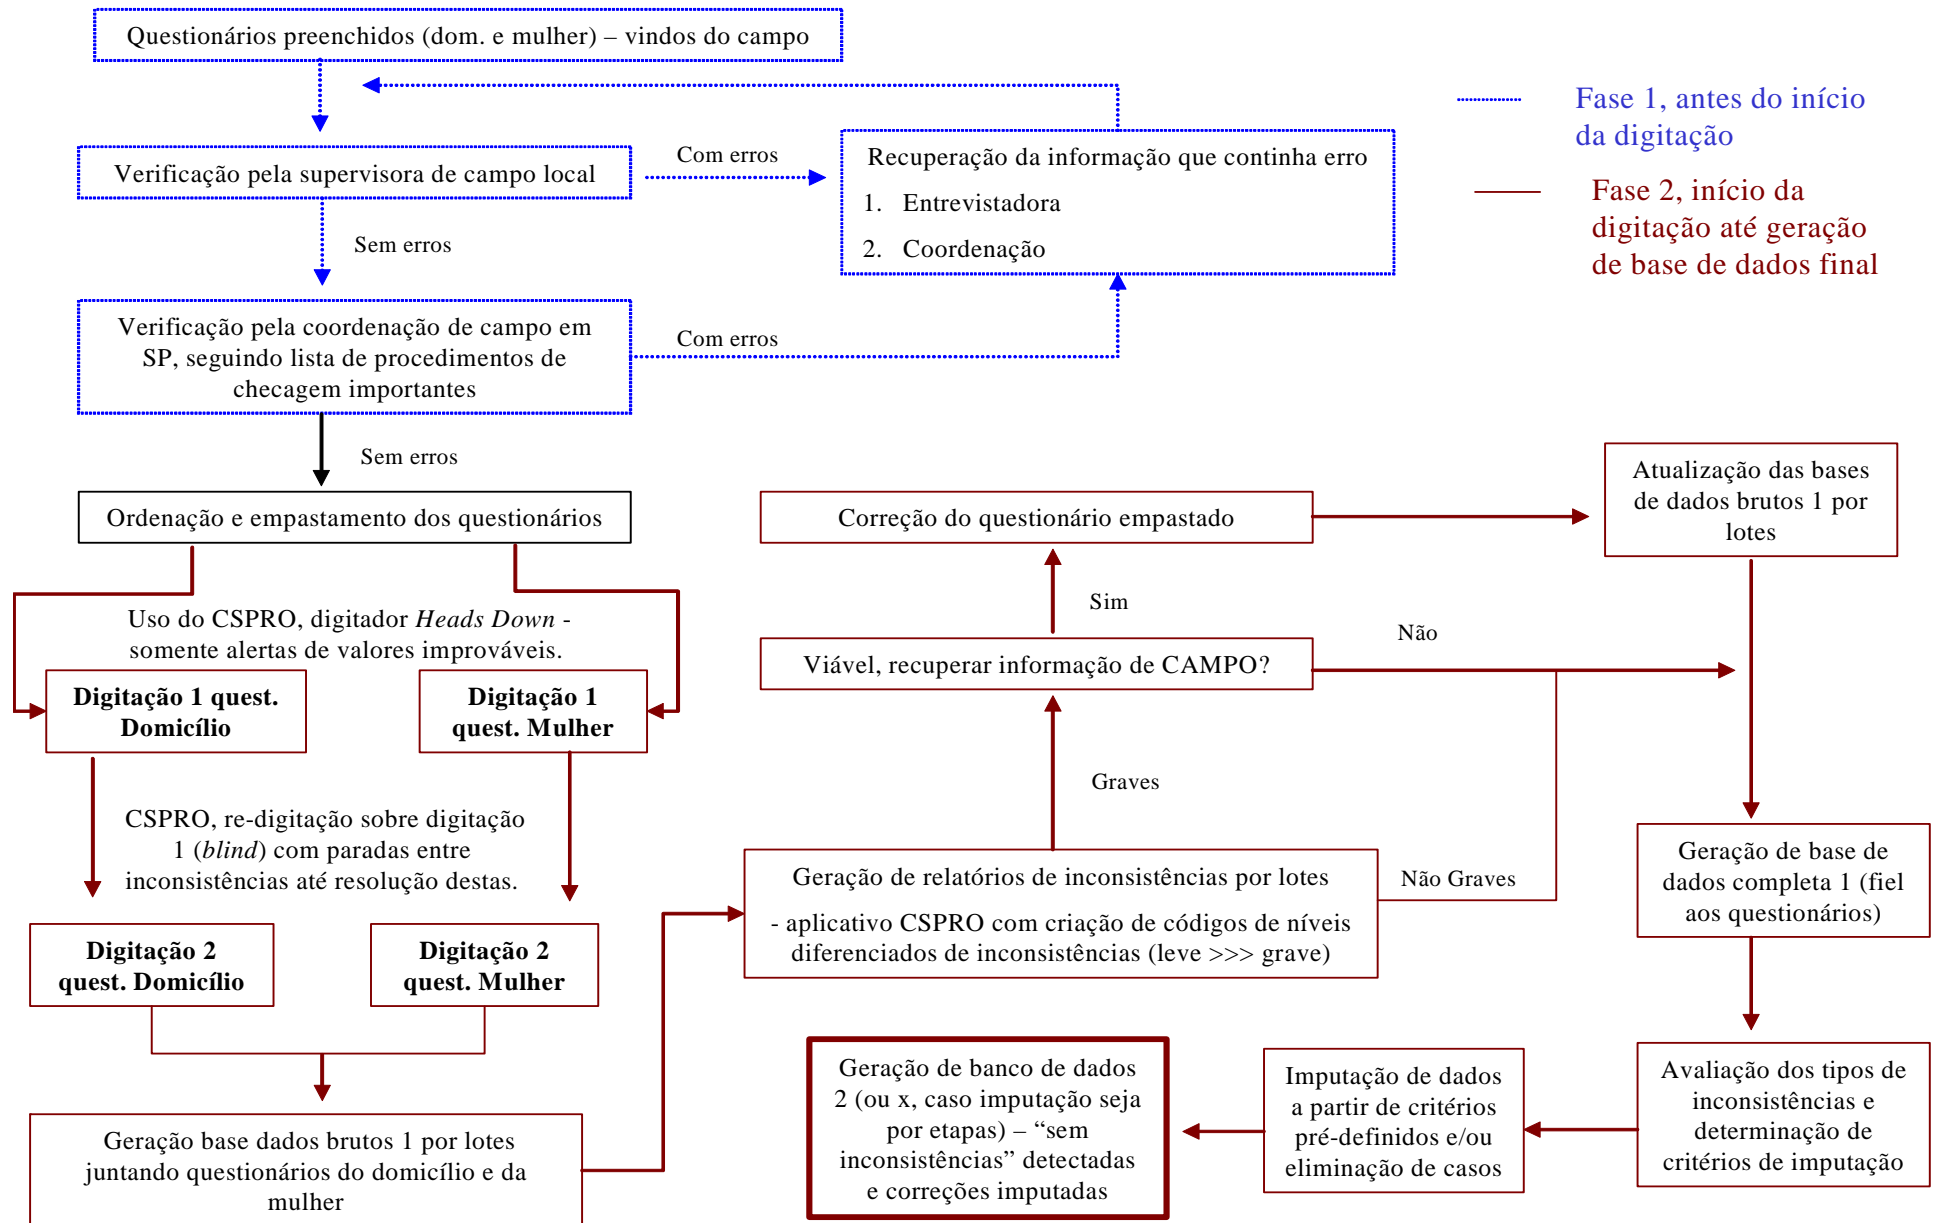 Questionários preenchidos (dom. e mulher) – vindos do campo
Fase 1, antes do início
da digitação
Verificação pela supervisora de campo local
Com erros
Recuperação da informação que continha erro
1. Entrevistadora
2. Coordenação
Fase 2, início da
digitação até geração
de base de dados final
Sem erros
Verificação pela coordenação de campo em
SP, seguindo lista de procedimentos de
checagem importantes
Com erros
Sem erros
Ordenação e empastamento dos questionários
Correção do questionário empastado
Atualização das bases
de dados brutos 1 por
lotes
Uso do CSPRO, digitador Heads Down -
somente alertas de valores improváveis.
Sim
Não
Viável, recuperar informação de CAMPO?
Digitação 1 quest.
Domicílio
Digitação 1
quest. Mulher
Graves
CSPRO, re-digitação sobre digitação
1 (blind) com paradas entre
inconsistências até resolução destas.
Geração de relatórios de inconsistências por lotes
- aplicativo CSPRO com criação de códigos de níveis
diferenciados de inconsistências (leve >>> grave)
Não Graves
Geração de base de
dados completa 1 (fiel
aos questionários)
Digitação 2
quest. Domicílio
Digitação 2
quest. Mulher
Geração base dados brutos 1 por lotes
juntando questionários do domicílio e da
mulher
Geração de banco de dados
2 (ou x, caso imputação seja
por etapas) – “sem
inconsistências” detectadas
e correções imputadas
Imputação de dados
a partir de critérios
pré-definidos e/ou
eliminação de casos
Avaliação dos tipos de
inconsistências e
determinação de
critérios de imputação